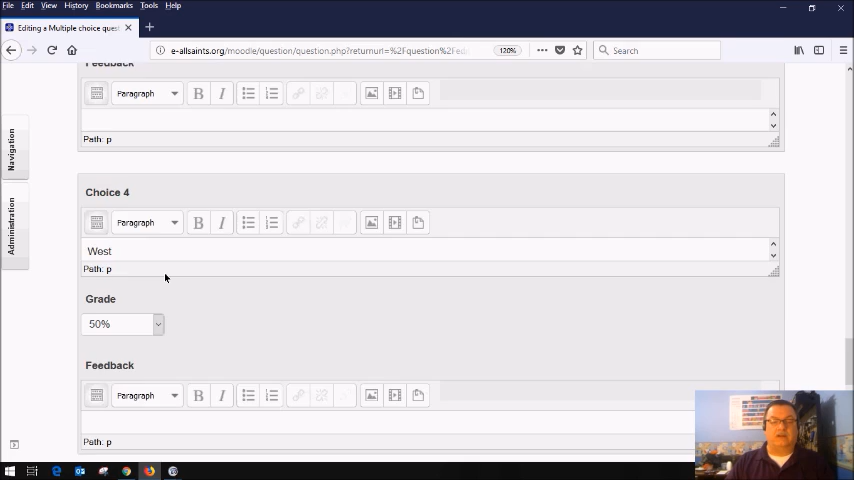 File Edit View History Bookmarks Tools Help
Editing a Multiple choice quest
e-allsaints.org/moodle/question/question.php?returnurl=%2Fquestion%2Fed
120%
Search
Feedback
Paragraph
B I
Path: p
Navigation
Administration
Choice 4
Paragraph
B I
West
Path: p
Grade
50%
Feedback
Paragraph
B I
Path: p